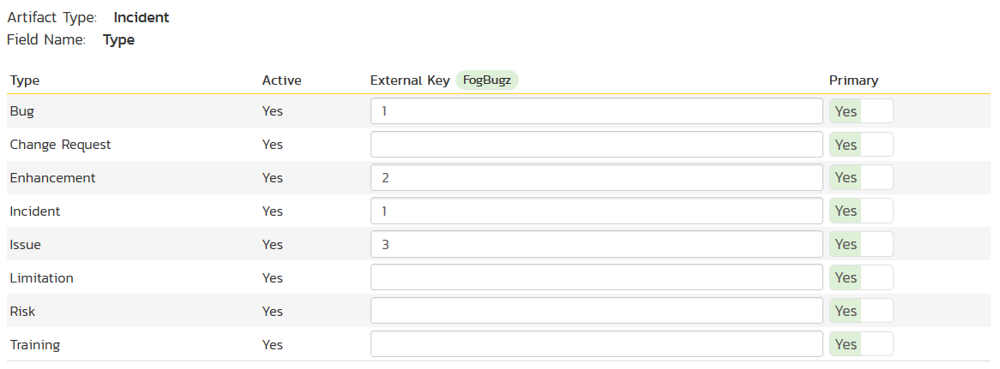 Artifact Type: Incident
Field Name: Type
Type Active External Key FogBugz Primary
Bug Yes 1 Yes
Change Request Yes Yes
Enhancement Yes 2 Yes
Incident Yes 1 Yes
Issue Yes 3 Yes
Limitation Yes Yes
Risk Yes Yes
Training Yes Yes